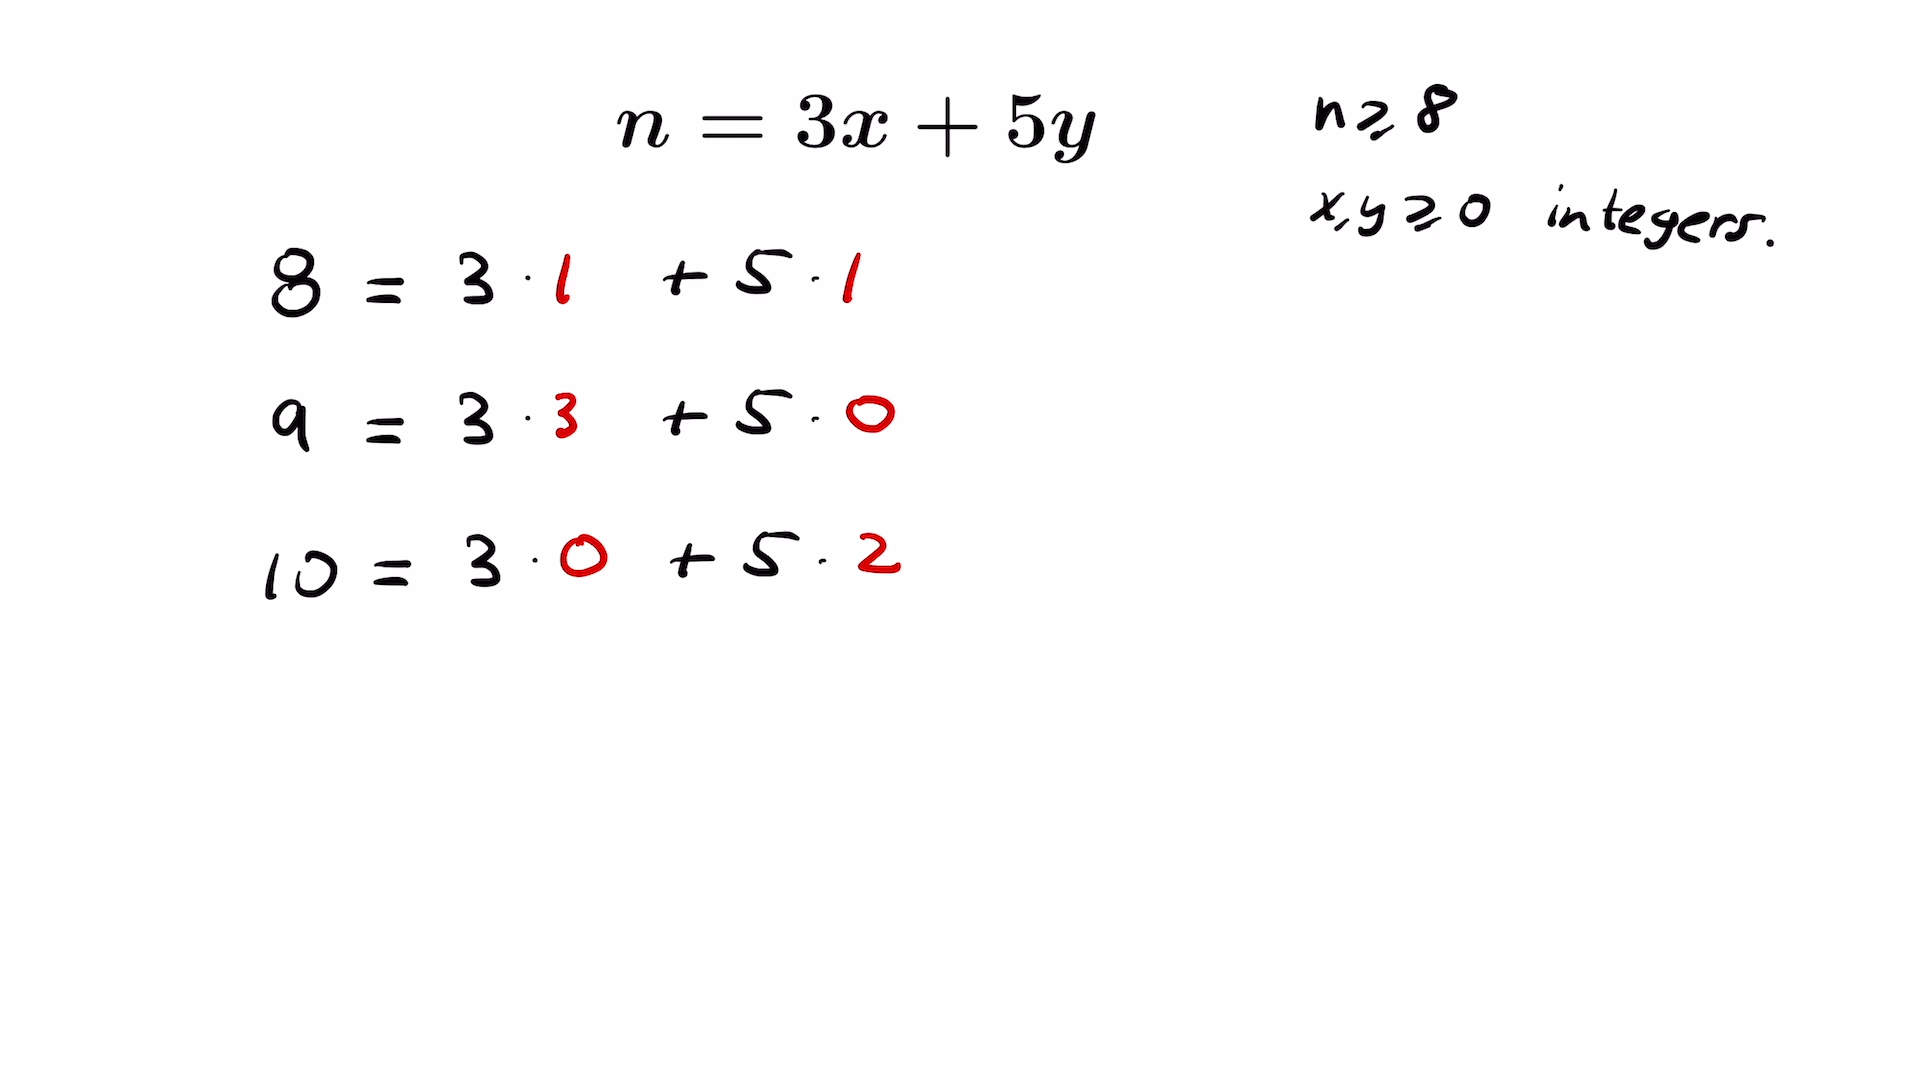 n = 3x + 5y
n ⩾ 8
x, y ⩾ 0 integers.
8 = 3 · 1 + 5 · 1
9 = 3 · 3 + 5 · 0
10 = 3 · 0 + 5 · 2